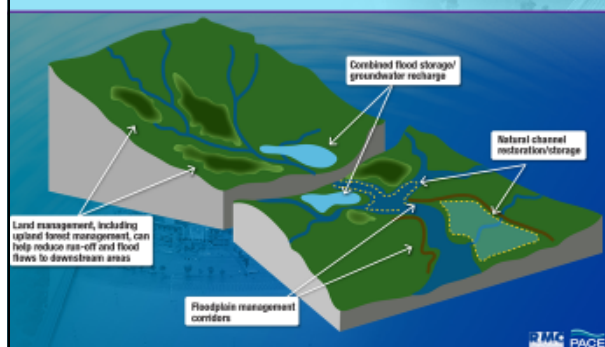 Combined flood storage/
groundwater recharge
Natural channel
restoration/storage
Land management, including
upland forest management, can
help reduce run-off and flood
flows to downstream areas
Floodplain management
corridors
RMC PACE